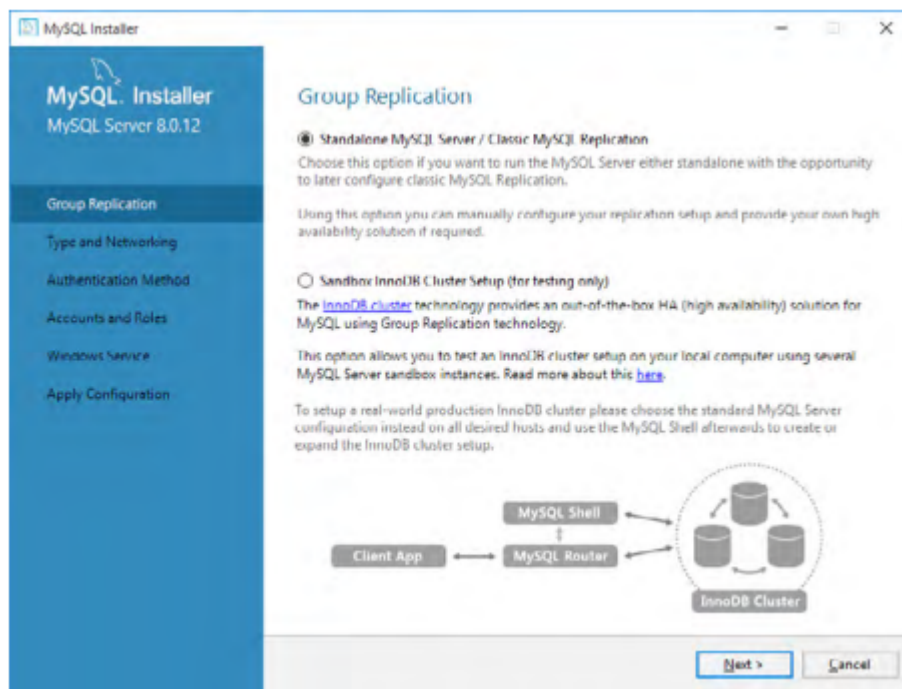 MySQL Installer
MySQL. Installer
MySQL Server 8.0.12
Group Replication
Type and Networking
Authentication Method
Accounts and Roles
Windows Service
Apply Configuration
Group Replication
Standalone MySQL Server / Classic MySQL Replication
Choose this option if you want to run the MySQL Server either standalone with the opportunity
to later configure classic MySQL Replication.
Using this option you can manually configure your replication setup and provide your own high
availability solution if required.
Sandbox InnoDB Cluster Setup (for testing only)
The InnoDB cluster technology provides an out-of-the-box HA (high availability) solution for
MySQL using Group Replication technology.
This option allows you to test an InnoDB cluster setup on your local computer using several
MySQL Server sandbox instances. Read more about this here.
To setup a real-world production InnoDB cluster please choose the standard MySQL Server
configuration instead on all desired hosts and use the MySQL Shell afterwards to create or
expand the InnoDB cluster setup.
MySQL Shell
Client App
MySQL Router
InnoDB Cluster
Next >
Cancel